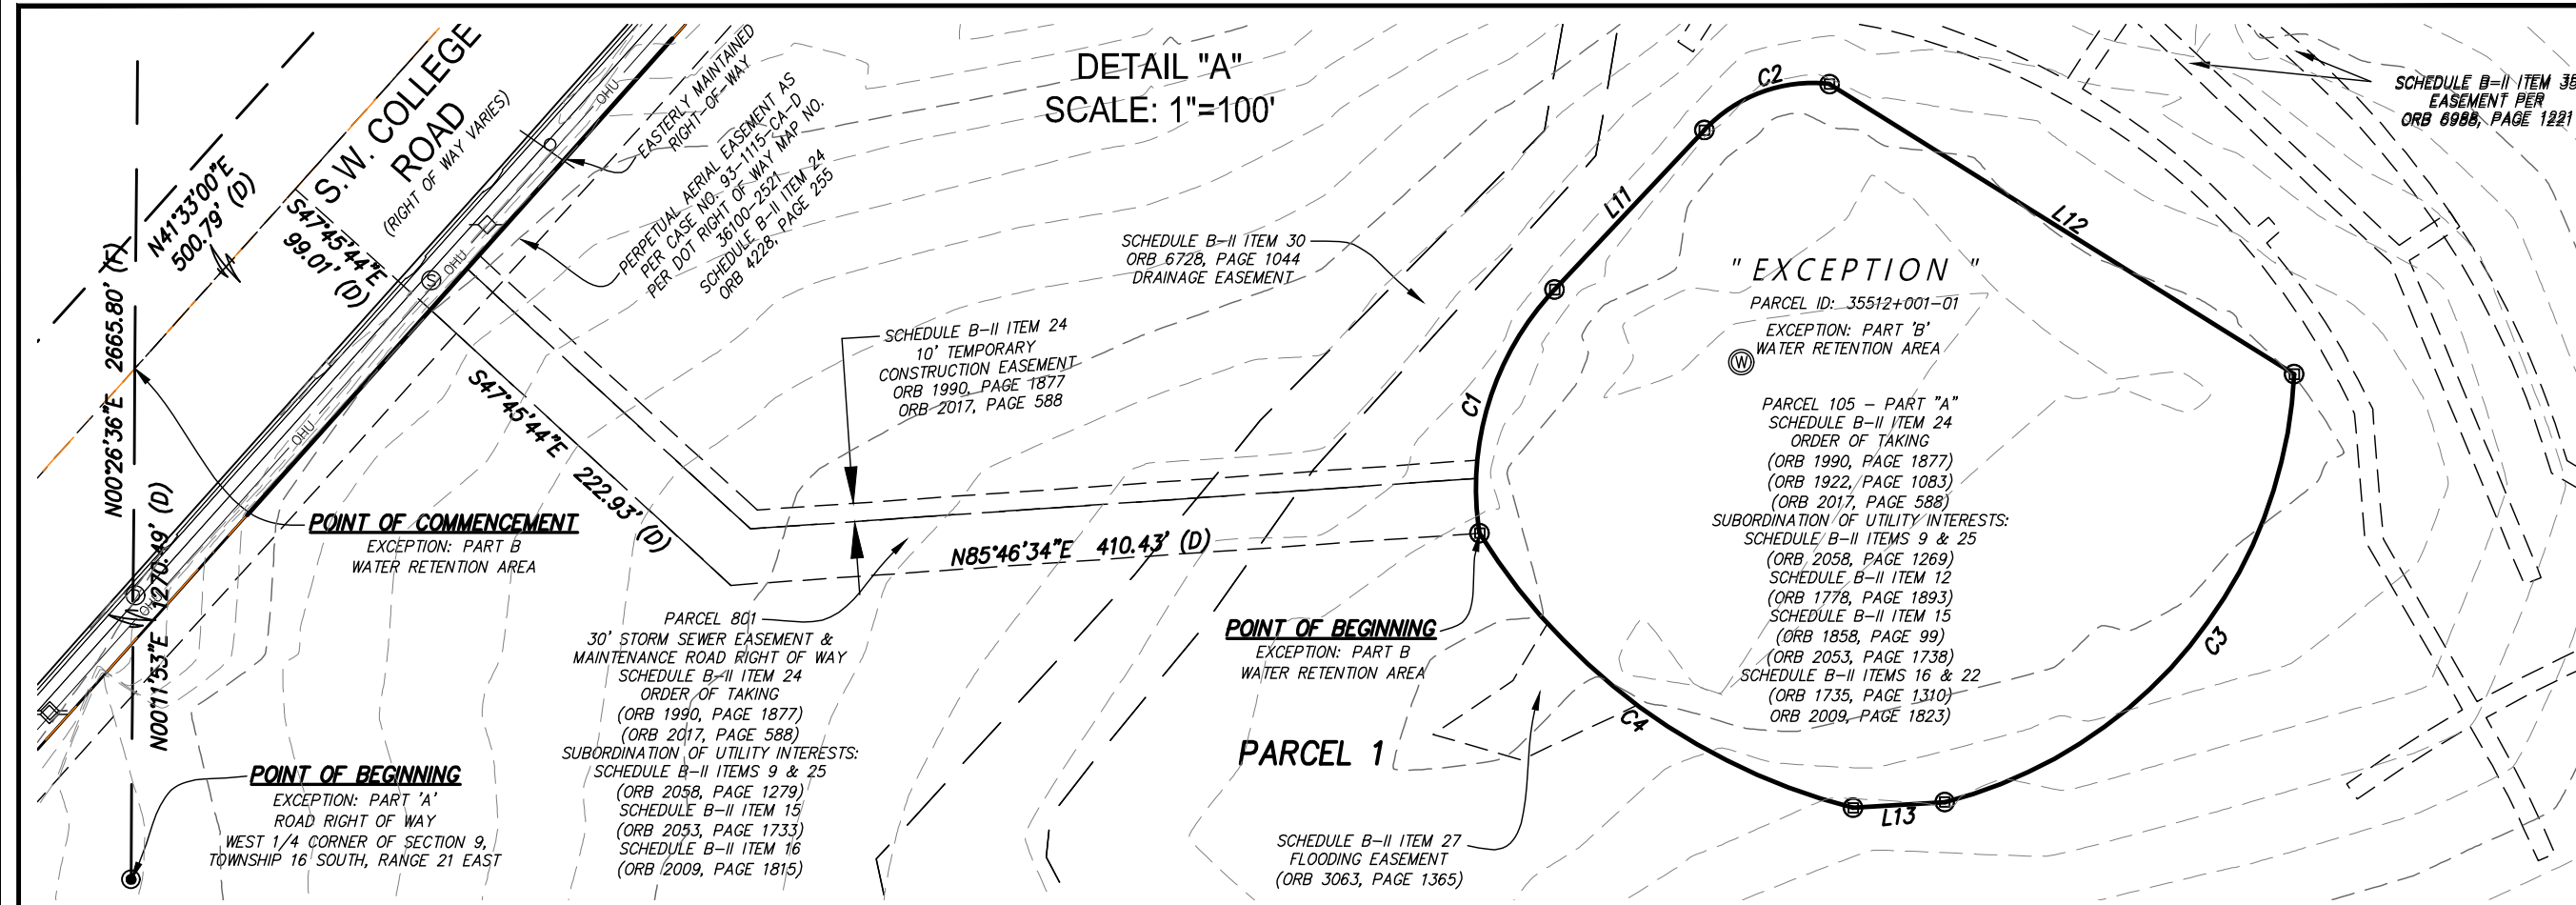 DETAIL "A"
SCALE: 1"=100'
S.W. COLLEGE
ROAD
(RIGHT OF WAY VARIES)
N41°33'00"E
500.79' (D)
S47°45'44"E
99.01' (D)
N00°26'36"E 2665.80' (F)
N00°11'53"E 1270.49' (D)
OHU
OHU
OHU
OHU
EASTERLY MAINTAINED
RIGHT-OF-WAY
PERPETUAL AERIAL EASEMENT AS
PER CASE NO. 93-1115-CA-D
PER DOT RIGHT OF WAY MAP NO.
36100-2521
SCHEDULE B-II ITEM 24
ORB 4228, PAGE 255
SCHEDULE B-II ITEM 24
10' TEMPORARY
CONSTRUCTION EASEMENT
ORB 1990, PAGE 1877
ORB 2017, PAGE 588
SCHEDULE B-II ITEM 30
ORB 6728, PAGE 1044
DRAINAGE EASEMENT
S47°45'44"E 222.93' (D)
N85°46'34"E 410.43' (D)
POINT OF COMMENCEMENT
EXCEPTION: PART B
WATER RETENTION AREA
POINT OF BEGINNING
EXCEPTION: PART 'A'
ROAD RIGHT OF WAY
WEST 1/4 CORNER OF SECTION 9,
TOWNSHIP 16 SOUTH, RANGE 21 EAST
PARCEL 801
30' STORM SEWER EASEMENT &
MAINTENANCE ROAD RIGHT OF WAY
SCHEDULE B-II ITEM 24
ORDER OF TAKING
(ORB 1990, PAGE 1877)
(ORB 2017, PAGE 588)
SUBORDINATION OF UTILITY INTERESTS:
SCHEDULE B-II ITEMS 9 & 25
(ORB 2058, PAGE 1279)
SCHEDULE B-II ITEM 15
(ORB 2053, PAGE 1733)
SCHEDULE B-II ITEM 16
(ORB 2009, PAGE 1815)
POINT OF BEGINNING
EXCEPTION: PART B
WATER RETENTION AREA
PARCEL 1
SCHEDULE B-II ITEM 27
FLOODING EASEMENT
(ORB 3063, PAGE 1365)
C1
L11
C2
L12
C3
L13
C4
"EXCEPTION"
PARCEL ID: 35512+001-01
EXCEPTION: PART 'B'
WATER RETENTION AREA
W
PARCEL 105 - PART "A"
SCHEDULE B-II ITEM 24
ORDER OF TAKING
(ORB 1990, PAGE 1877)
(ORB 1922, PAGE 1083)
(ORB 2017, PAGE 588)
SUBORDINATION OF UTILITY INTERESTS:
SCHEDULE B-II ITEMS 9 & 25
(ORB 2058, PAGE 1269)
SCHEDULE B-II ITEM 12
(ORB 1778, PAGE 1893)
SCHEDULE B-II ITEM 15
(ORB 1858, PAGE 99)
(ORB 2053, PAGE 1738)
SCHEDULE B-II ITEMS 16 & 22
(ORB 1735, PAGE 1310)
ORB 2009, PAGE 1823)
SCHEDULE B-II ITEM
EASEMENT PER
ORB 6988, PAGE 1221